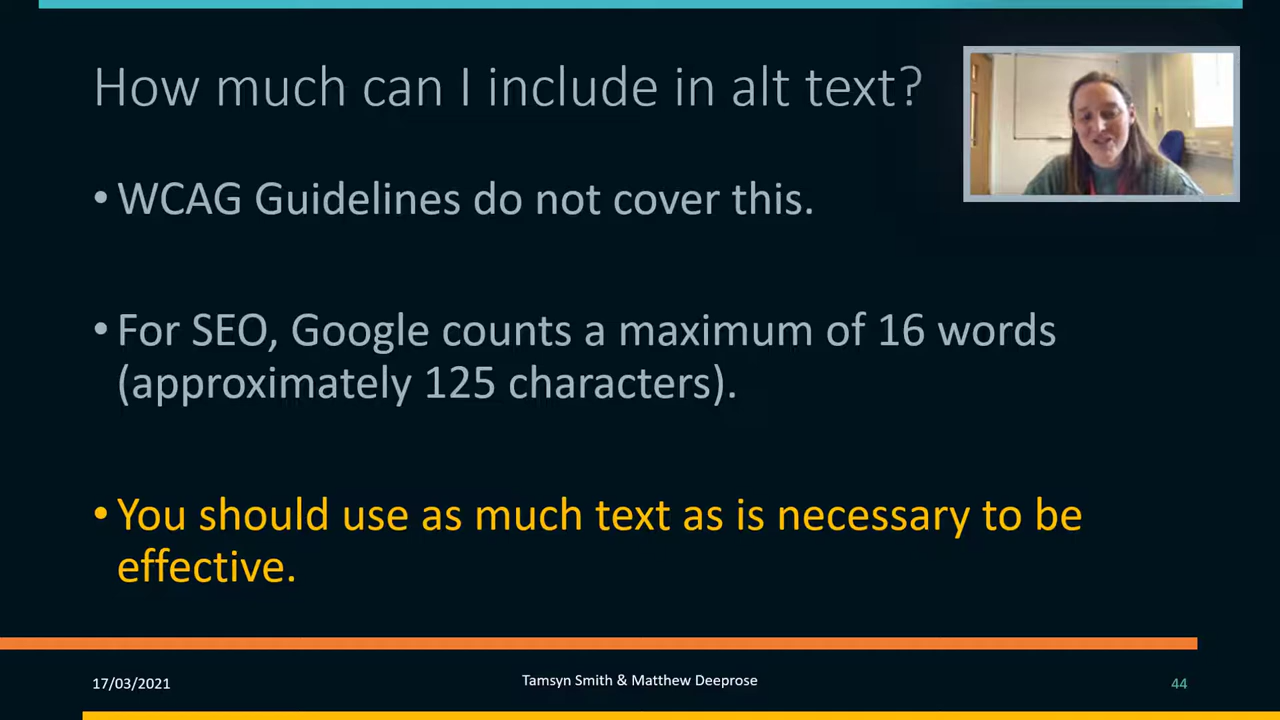 How much can I include in alt text?
• WCAG Guidelines do not cover this.
• For SEO, Google counts a maximum of 16 words
(approximately 125 characters).
• You should use as much text as is necessary to be
effective.
17/03/2021
Tamsyn Smith & Matthew Deeprose
44